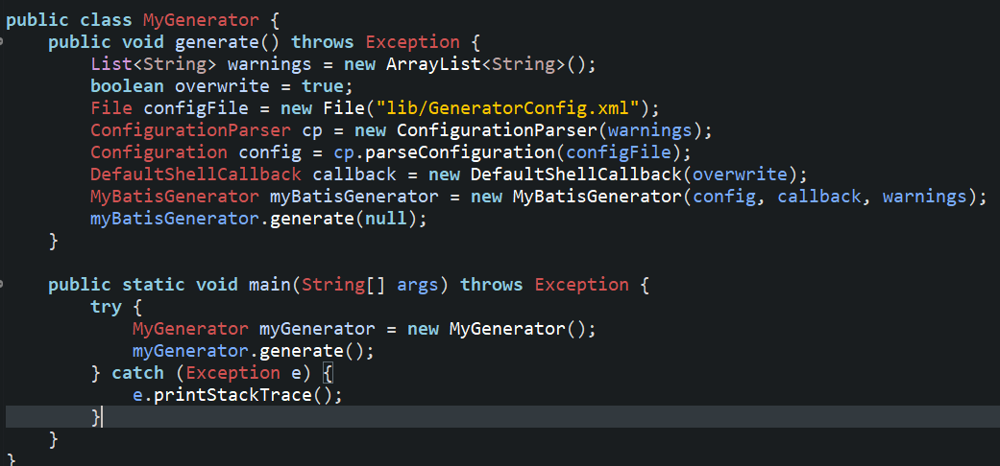 public class MyGenerator {
    public void generate() throws Exception {
        List<String> warnings = new ArrayList<String>();
        boolean overwrite = true;
        File configFile = new File("lib/GeneratorConfig.xml");
        ConfigurationParser cp = new ConfigurationParser(warnings);
        Configuration config = cp.parseConfiguration(configFile);
        DefaultShellCallback callback = new DefaultShellCallback(overwrite);
        MyBatisGenerator myBatisGenerator = new MyBatisGenerator(config, callback, warnings);
        myBatisGenerator.generate(null);
    }

    public static void main(String[] args) throws Exception {
        try {
            MyGenerator myGenerator = new MyGenerator();
            myGenerator.generate();
        } catch (Exception e) {
            e.printStackTrace();
        }
    }
}